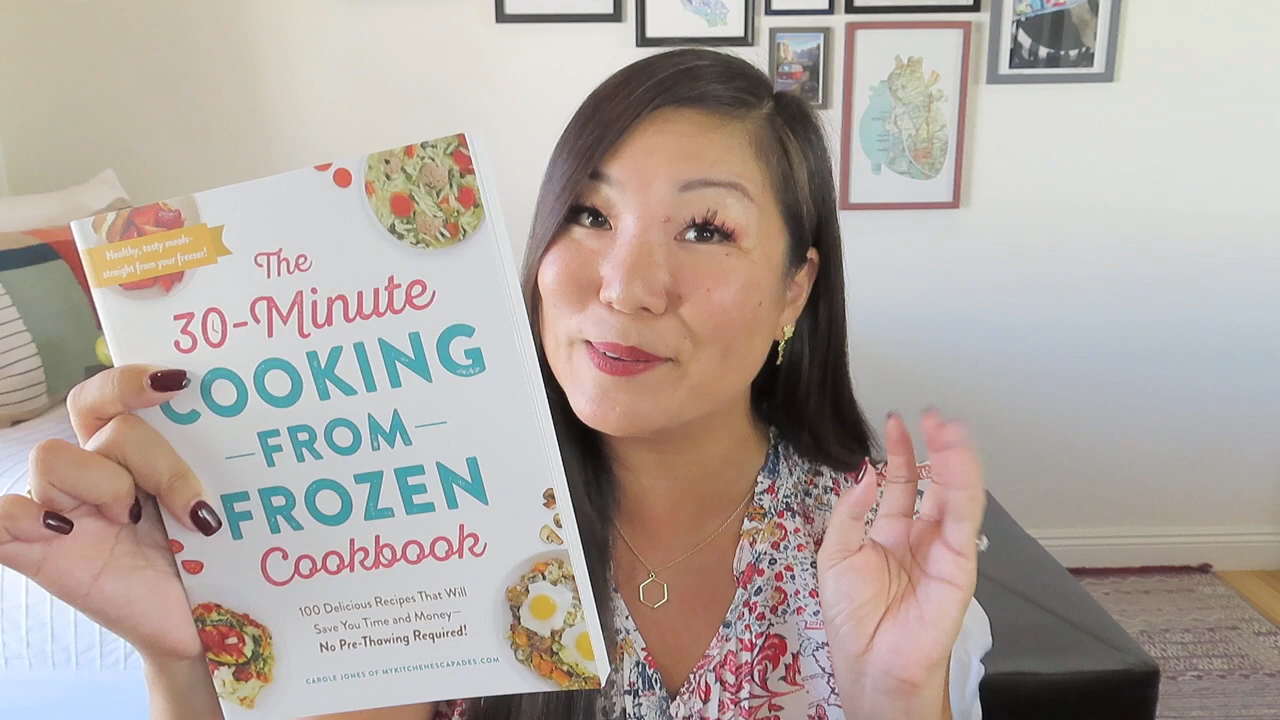 Healthy, tasty meals–
straight from your freezer!
The
30-Minute
COOKING
—FROM—
FROZEN
Cookbook
100 Delicious Recipes That Will
Save You Time and Money—
No Pre-Thawing Required!
CAROLE JONES OF MYKITCHENESCAPADES.COM